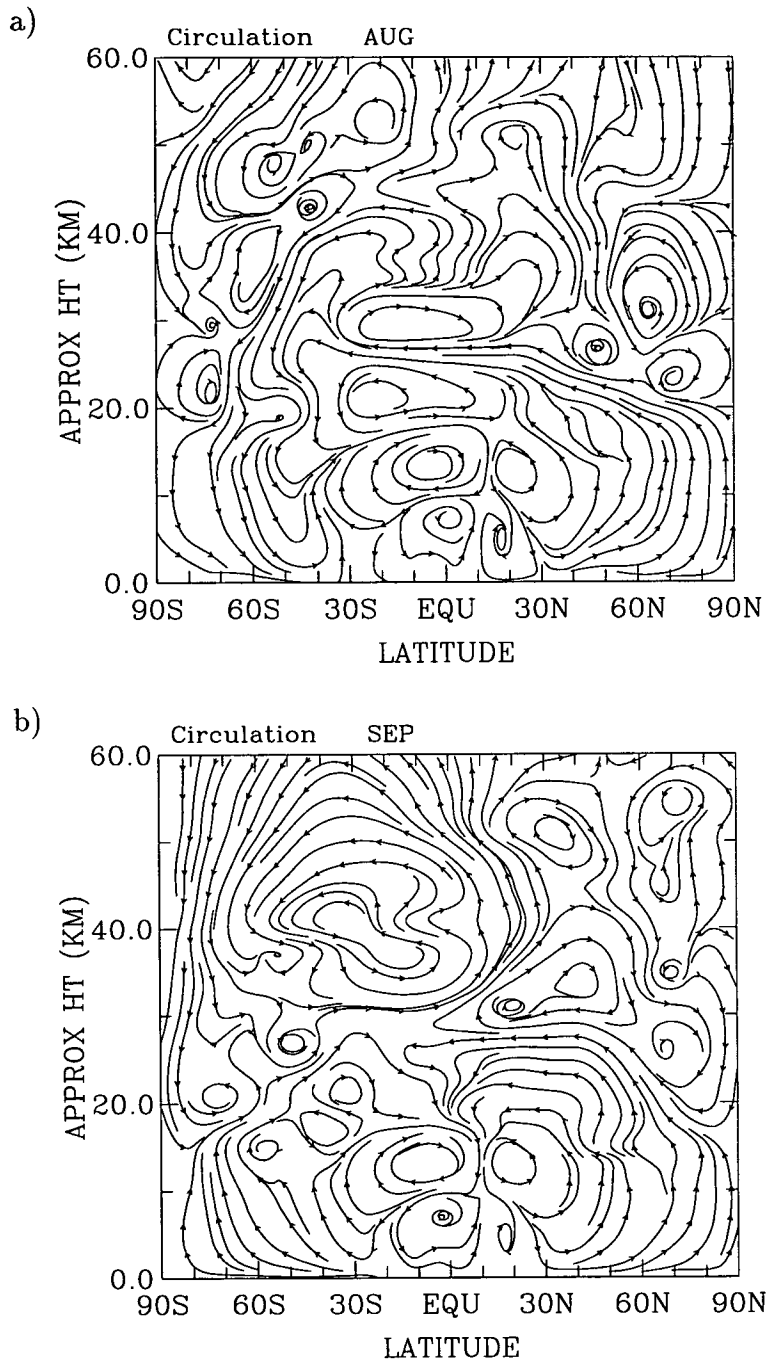 a)
Circulation AUG
60.0
40.0
20.0
0.0
APPROX HT (KM)
90S 60S 30S EQU 30N 60N 90N
LATITUDE
b)
Circulation SEP
60.0
40.0
20.0
0.0
APPROX HT (KM)
90S 60S 30S EQU 30N 60N 90N
LATITUDE